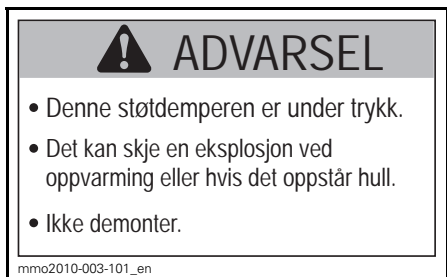 ADVARSEL
• Denne støtdemperen er under trykk.
• Det kan skje en eksplosjon ved
oppvarming eller hvis det oppstår hull.
• Ikke demonter.
mmo2010-003-101_en